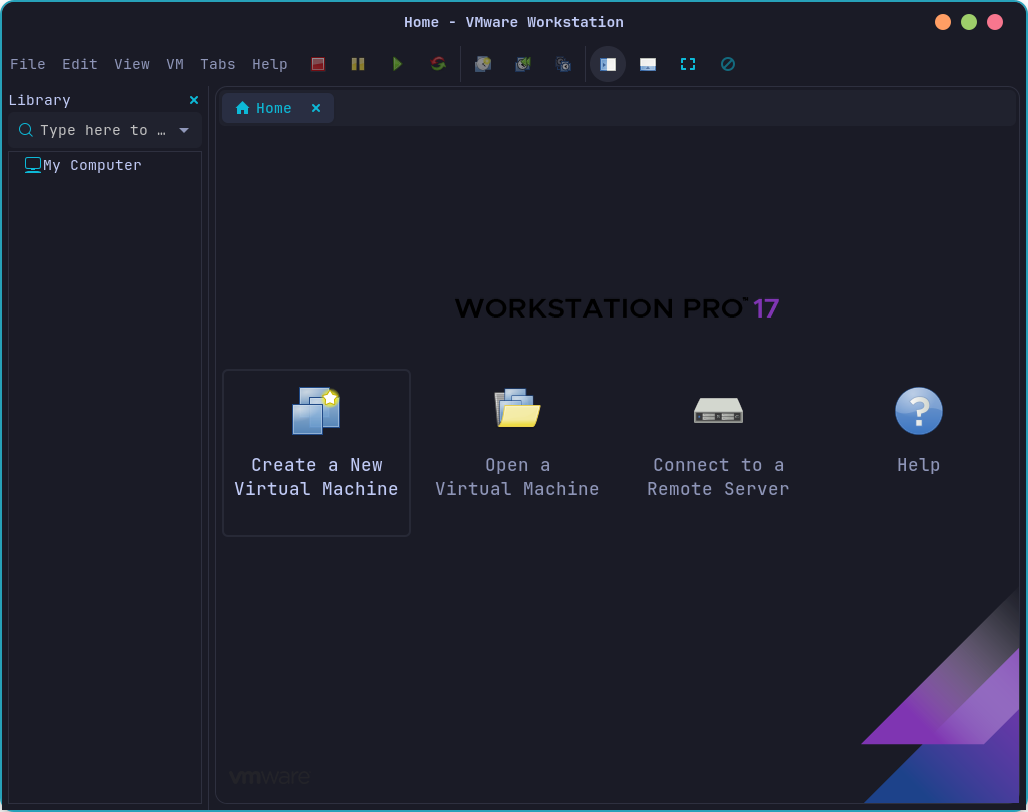 Home - VMware Workstation
File Edit View VM Tabs Help
Library
Home
Type here to …
My Computer
WORKSTATION PRO™ 17
Create a New
Virtual Machine
Open a
Virtual Machine
Connect to a
Remote Server
Help
vmware